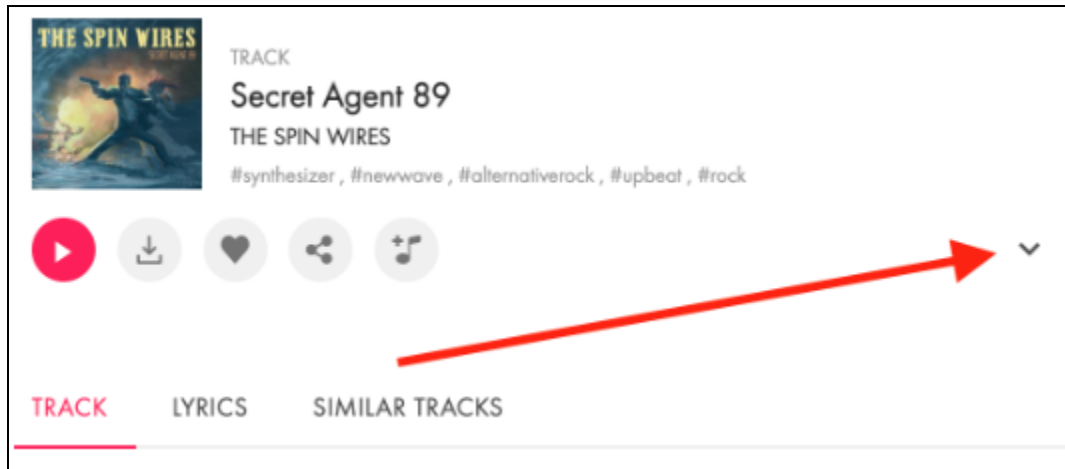 THE SPIN WIRES
SECRET AGENT 89
TRACK
Secret Agent 89
THE SPIN WIRES
#synthesizer , #newwave , #alternativerock , #upbeat , #rock
TRACK LYRICS SIMILAR TRACKS